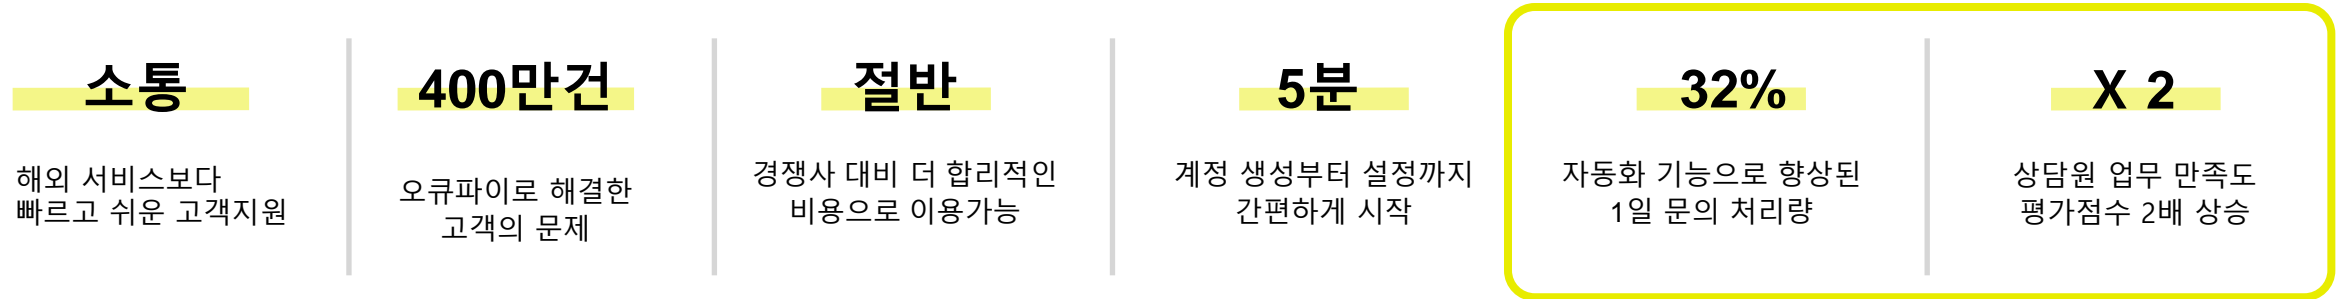 소통
해외 서비스보다
빠르고 쉬운 고객지원
400만건
오큐파이로 해결한
고객의 문제
절반
경쟁사 대비 더 합리적인
비용으로 이용가능
5분
계정 생성부터 설정까지
간편하게 시작
32%
자동화 기능으로 향상된
1일 문의 처리량
X 2
상담원 업무 만족도
평가점수 2배 상승